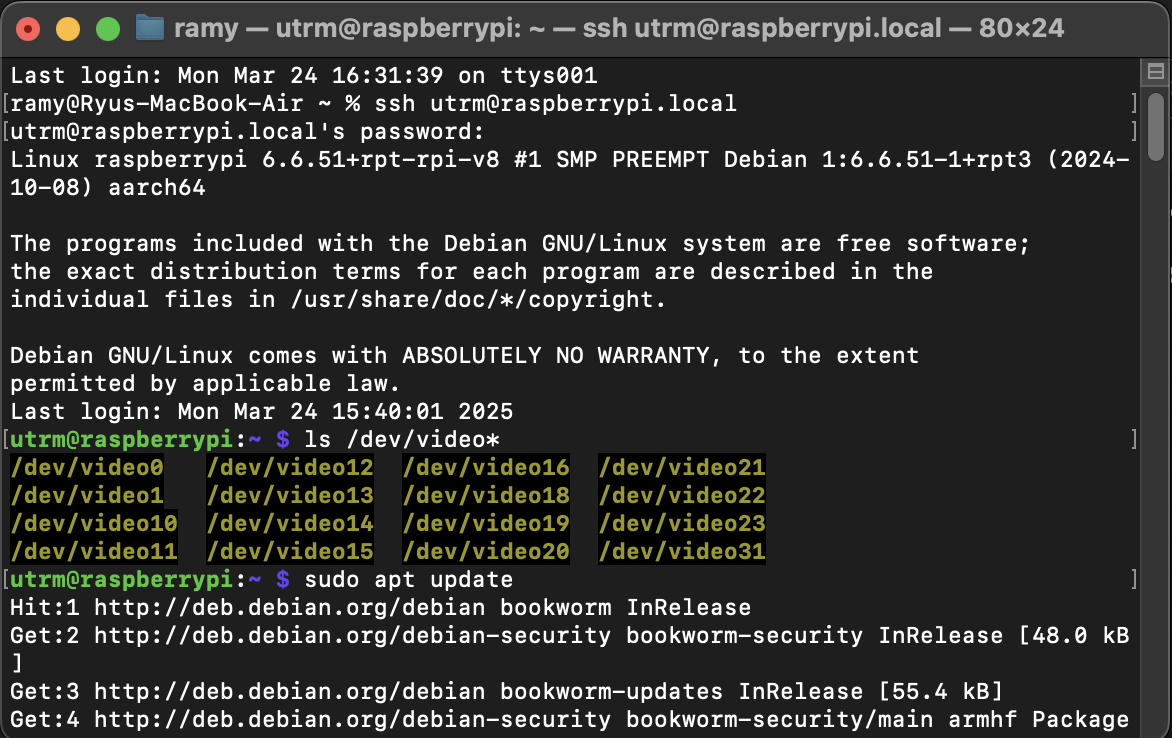 ramy — utrm@raspberrypi: ~ — ssh utrm@raspberrypi.local — 80×24
Last login: Mon Mar 24 16:31:39 on ttys001
[ramy@Ryus-MacBook-Air ~ % ssh utrm@raspberrypi.local ]
[utrm@raspberrypi.local's password: ]
Linux raspberrypi 6.6.51+rpt-rpi-v8 #1 SMP PREEMPT Debian 1:6.6.51-1+rpt3 (2024-
10-08) aarch64
The programs included with the Debian GNU/Linux system are free software;
the exact distribution terms for each program are described in the
individual files in /usr/share/doc/*/copyright.
Debian GNU/Linux comes with ABSOLUTELY NO WARRANTY, to the extent
permitted by applicable law.
Last login: Mon Mar 24 15:40:01 2025
[utrm@raspberrypi:~ $ ls /dev/video* ]
/dev/video0 /dev/video12 /dev/video16 /dev/video21
/dev/video1 /dev/video13 /dev/video18 /dev/video22
/dev/video10 /dev/video14 /dev/video19 /dev/video23
/dev/video11 /dev/video15 /dev/video20 /dev/video31
[utrm@raspberrypi:~ $ sudo apt update ]
Hit:1 http://deb.debian.org/debian bookworm InRelease
Get:2 http://deb.debian.org/debian-security bookworm-security InRelease [48.0 kB
]
Get:3 http://deb.debian.org/debian bookworm-updates InRelease [55.4 kB]
Get:4 http://deb.debian.org/debian-security bookworm-security/main armhf Package